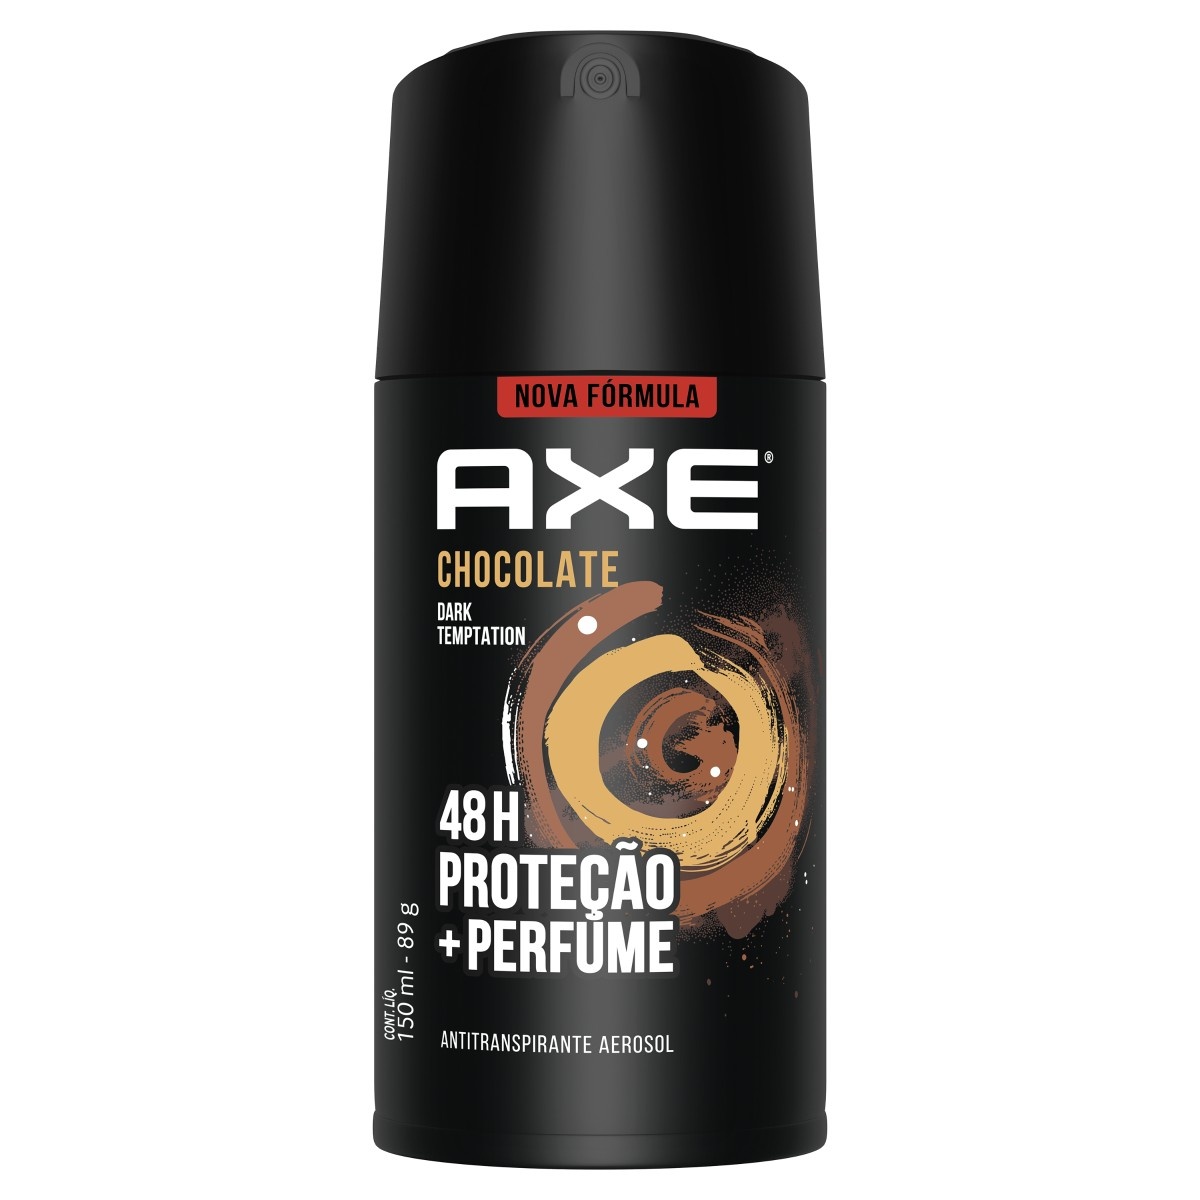 NOVA FÓRMULA
AXE®
CHOCOLATE
DARK
TEMPTATION
48 H
PROTEÇÃO
+ PERFUME
CONT. LÍQ.
150 ml - 89 g
ANTITRANSPIRANTE AEROSOL